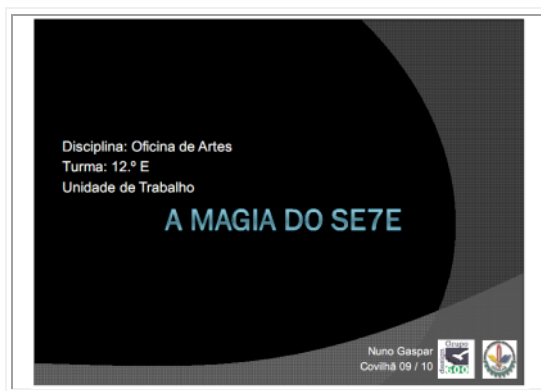 Disciplina: Oficina de Artes
Turma: 12.º E
Unidade de Trabalho
A MAGIA DO SE7E
Nuno Gaspar
Covilhã 09 / 10
Grupo
600